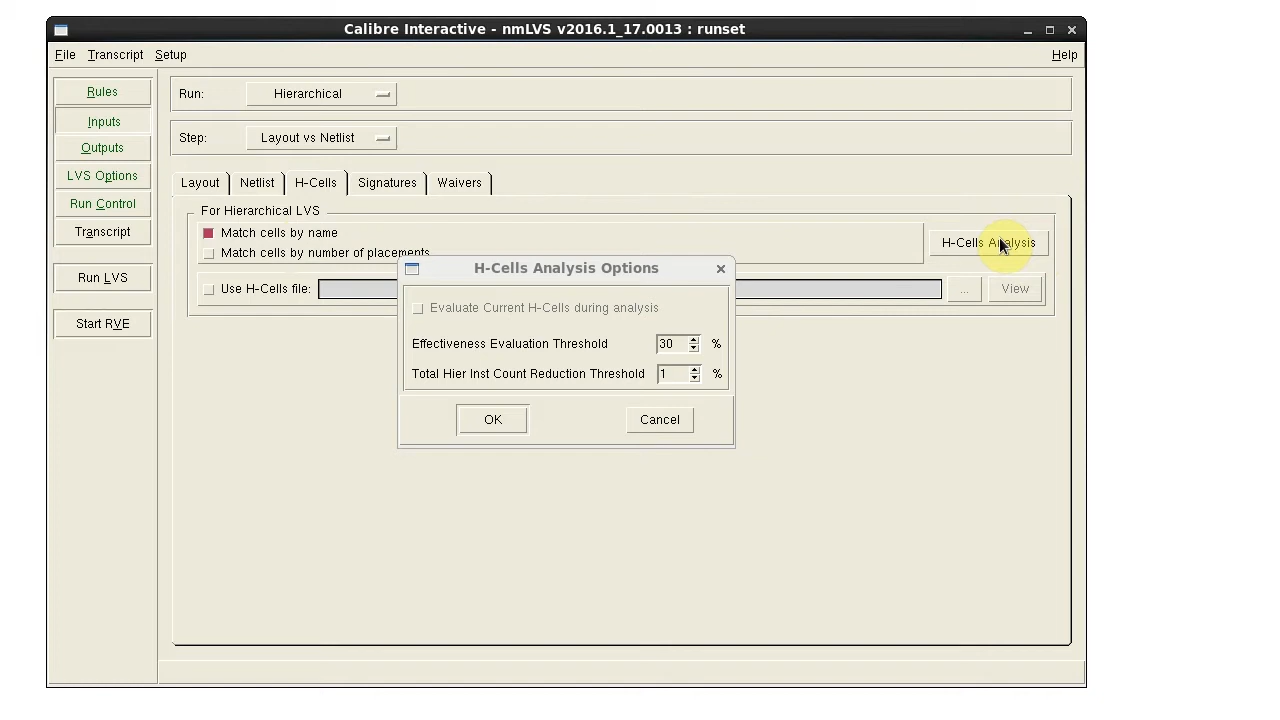 Calibre Interactive - nmLVS v2016.1_17.0013 : runset
File Transcript Setup Help
Rules
Inputs
Outputs
LVS Options
Run Control
Transcript
Run LVS
Start RVE
Run: Hierarchical
Step: Layout vs Netlist
Layout Netlist H-Cells Signatures Waivers
For Hierarchical LVS
Match cells by name
Match cells by number of placements
H-Cells Analysis
Use H-Cells file: ... View
H-Cells Analysis Options
Evaluate Current H-Cells during analysis
Effectiveness Evaluation Threshold 30 %
Total Hier Inst Count Reduction Threshold 1 %
OK Cancel